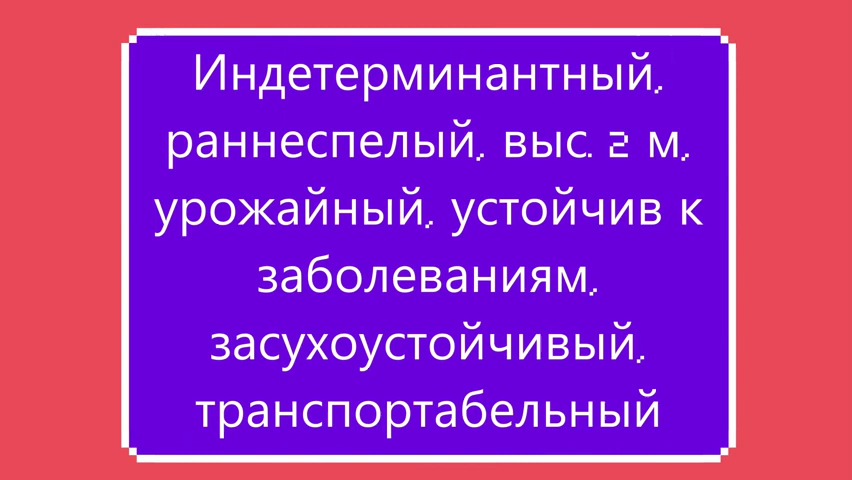 Индетерминантный,
раннеспелый, выс. 2 м,
урожайный, устойчив к
заболеваниям,
засухоустойчивый,
транспортабельный